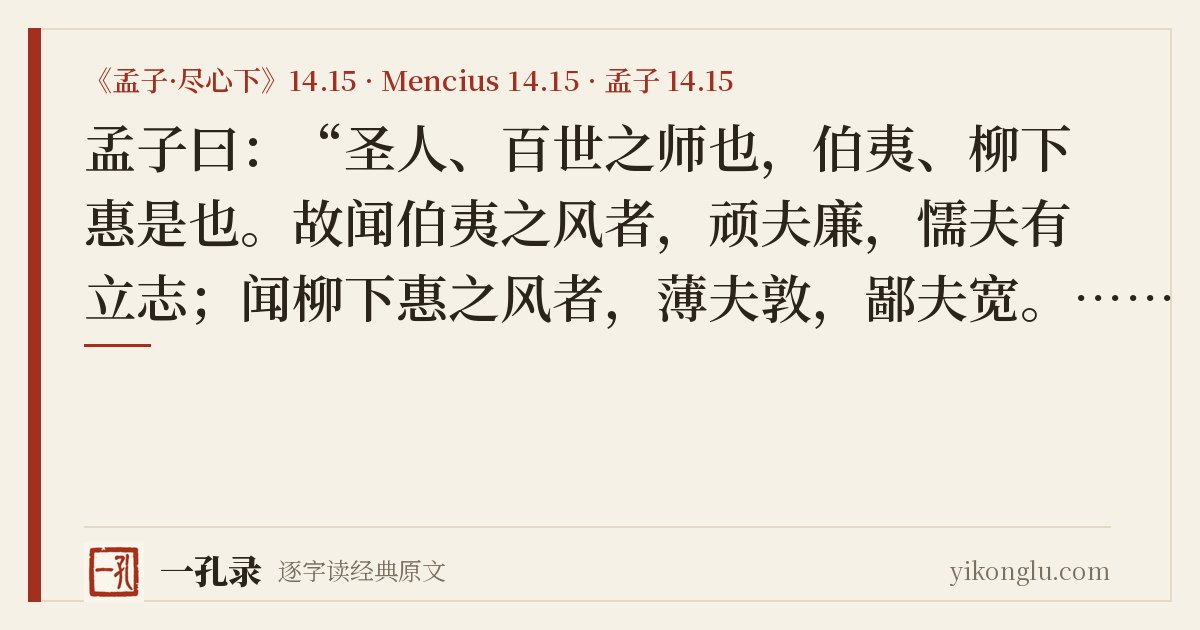 《孟子·尽心下》14.15 · Mencius 14.15 · 孟子 14.15
孟子曰：“圣人、百世之师也，伯夷、柳下
惠是也。故闻伯夷之风者，顽夫廉，懦夫有
立志；闻柳下惠之风者，薄夫敦，鄙夫宽。……
一孔
一孔录 逐字读经典原文 yikonglu.com